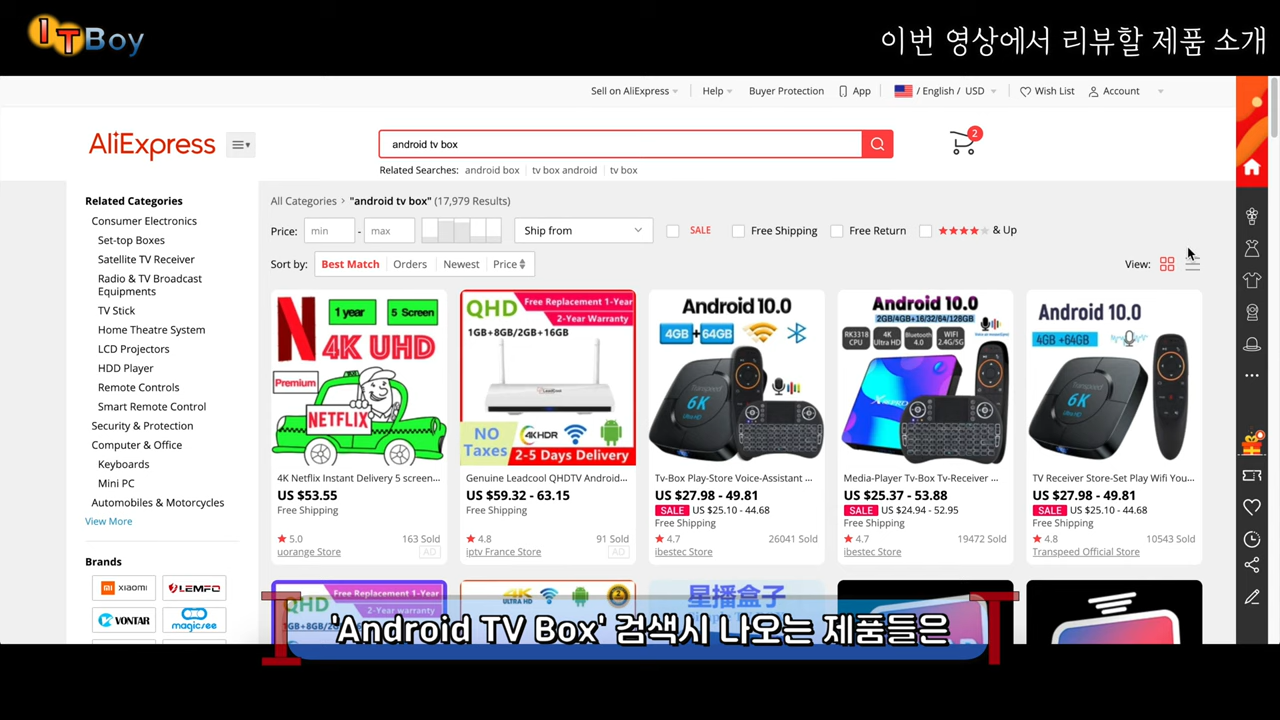 ITBoy
이번 영상에서 리뷰할 제품 소개
Sell on AliExpress
Help
Buyer Protection
App
/ English / USD
Wish List
Account
AliExpress
android tv box
2
Related Searches: android box tv box android tv box
Related Categories
Consumer Electronics
Set-top Boxes
Satellite TV Receiver
Radio & TV Broadcast
Equipments
TV Stick
Home Theatre System
LCD Projectors
HDD Player
Remote Controls
Smart Remote Control
Security & Protection
Computer & Office
Keyboards
Mini PC
Automobiles & Motorcycles
View More
Brands
xiaomi
LEMFO
VONTAR
magicsee
All Categories > "android tv box" (17,979 Results)
Price: min - max Ship from SALE Free Shipping Free Return & Up
Sort by: Best Match Orders Newest Price
View:
N 1 year 5 Screen
4K UHD
Premium
NETFLIX
4K Netflix Instant Delivery 5 screen...
US $53.55
Free Shipping
5.0 163 Sold
uorange Store AD
QHD Free Replacement 1-Year
2-Year Warranty
1GB+8GB/2GB+16GB
NO
Taxes
4KHDR
2-5 Days Delivery
Genuine Leadcool QHDTV Android...
US $59.32 - 63.15
Free Shipping
4.8 91 Sold
iptv France Store AD
Android 10.0
4GB+64GB
Transpeed
6K
Tv-Box Play-Store Voice-Assistant ...
US $27.98 - 49.81
SALE US $25.10 - 44.68
Free Shipping
4.7 26041 Sold
ibestec Store
Android 10.0
2GB/4GB+16/32/64/128GB
RK3318
CPU
4K
Ultra HD
Bluetooth
4.0
WIFI
2.4G/5G
Media-Player Tv-Box Tv-Receiver ...
US $25.37 - 53.88
SALE US $24.94 - 52.95
Free Shipping
4.7 19472 Sold
ibestec Store
Android 10.0
4GB +64GB
Transpeed
6K
TV Receiver Store-Set Play Wifi You...
US $27.98 - 49.81
SALE US $25.10 - 44.68
Free Shipping
4.8 10543 Sold
Transpeed Official Store
QHD Free Replacement 1-Year
2-Year warranty
4K
ULTRA HD
星播盒子
'Android TV Box' 검색시 나오는 제품들은